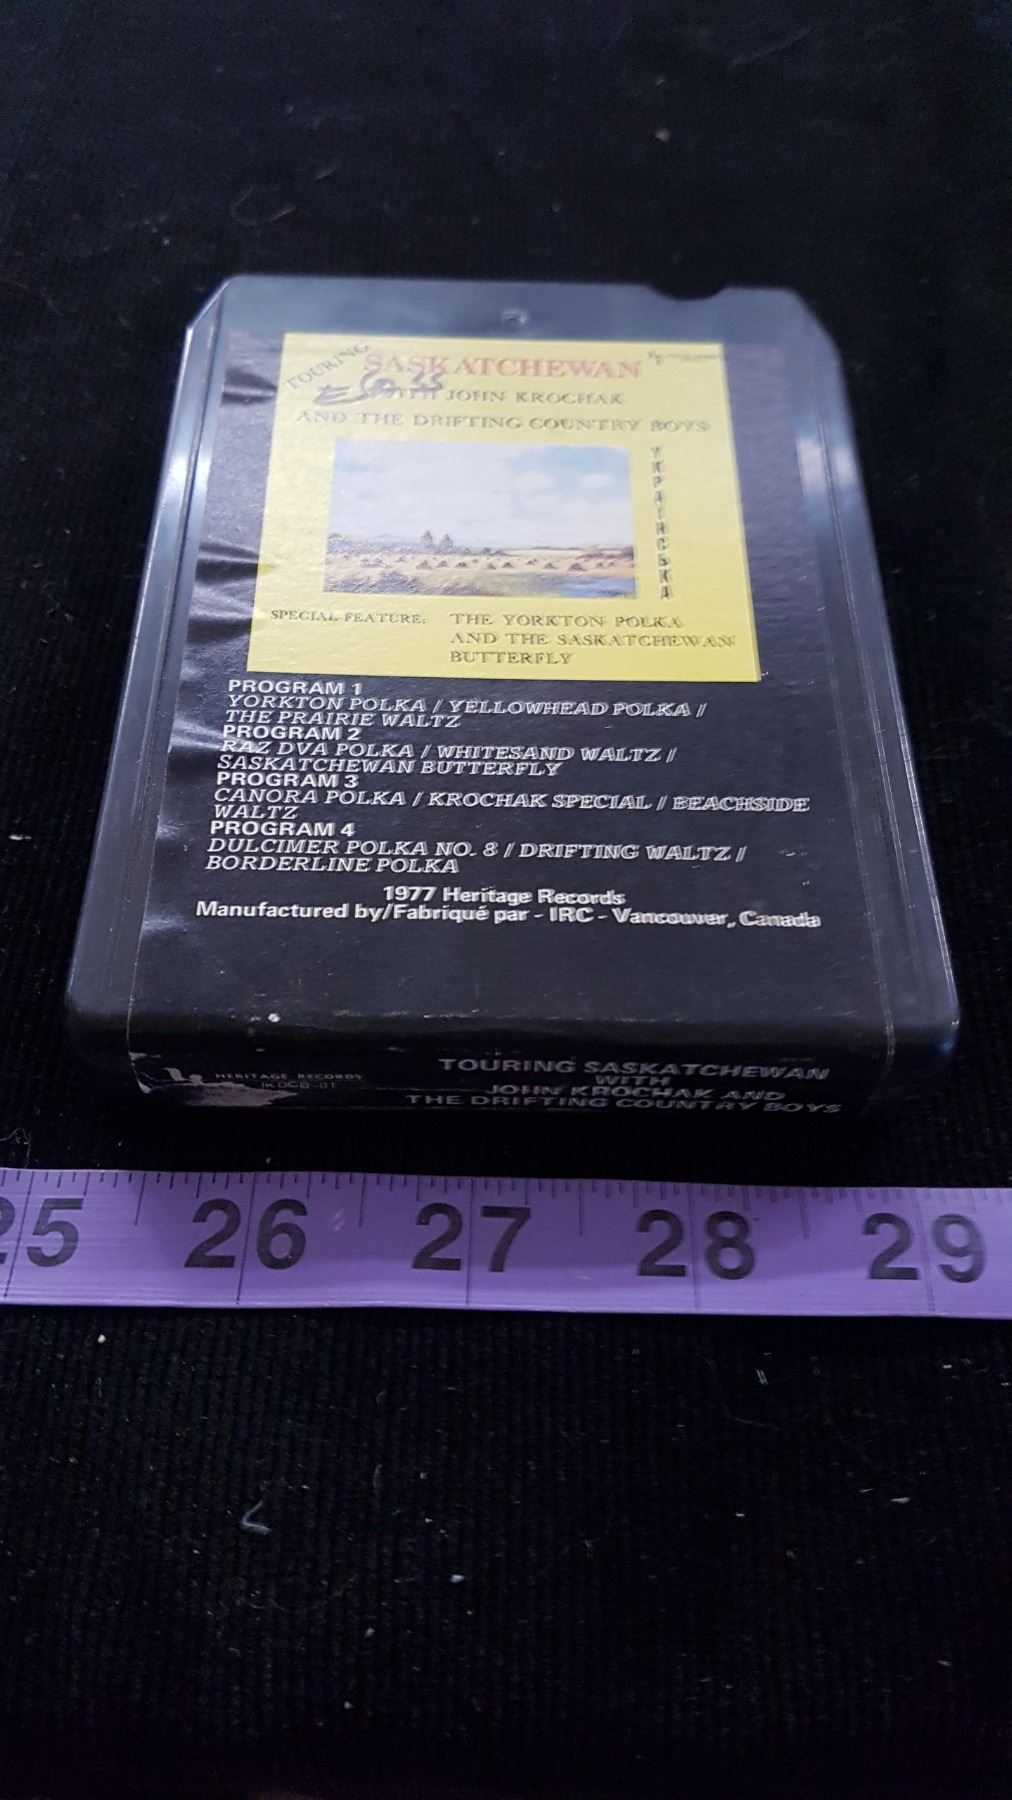 TOURING
SASKATCHEWAN
WITH JOHN KROCHAK
AND THE DRIFTING COUNTRY BOYS
УКРАЇНСЬКА
SPECIAL FEATURE: THE YORKTON POLKA
AND THE SASKATCHEWAN
BUTTERFLY
PROGRAM 1
YORKTON POLKA / YELLOWHEAD POLKA /
THE PRAIRIE WALTZ
PROGRAM 2
RAZ DVA POLKA / WHITESAND WALTZ /
SASKATCHEWAN BUTTERFLY
PROGRAM 3
CANORA POLKA / KROCHAK SPECIAL / BEACHSIDE
WALTZ
PROGRAM 4
DULCIMER POLKA NO. 8 / DRIFTING WALTZ /
BORDERLINE POLKA
1977 Heritage Records
Manufactured by/Fabriqué par - IRC - Vancouver, Canada
HERITAGE RECORDS
TOURING SASKATCHEWAN
WITH
JOHN KROCHAK AND
THE DRIFTING COUNTRY BOYS
25 26 27 28 29